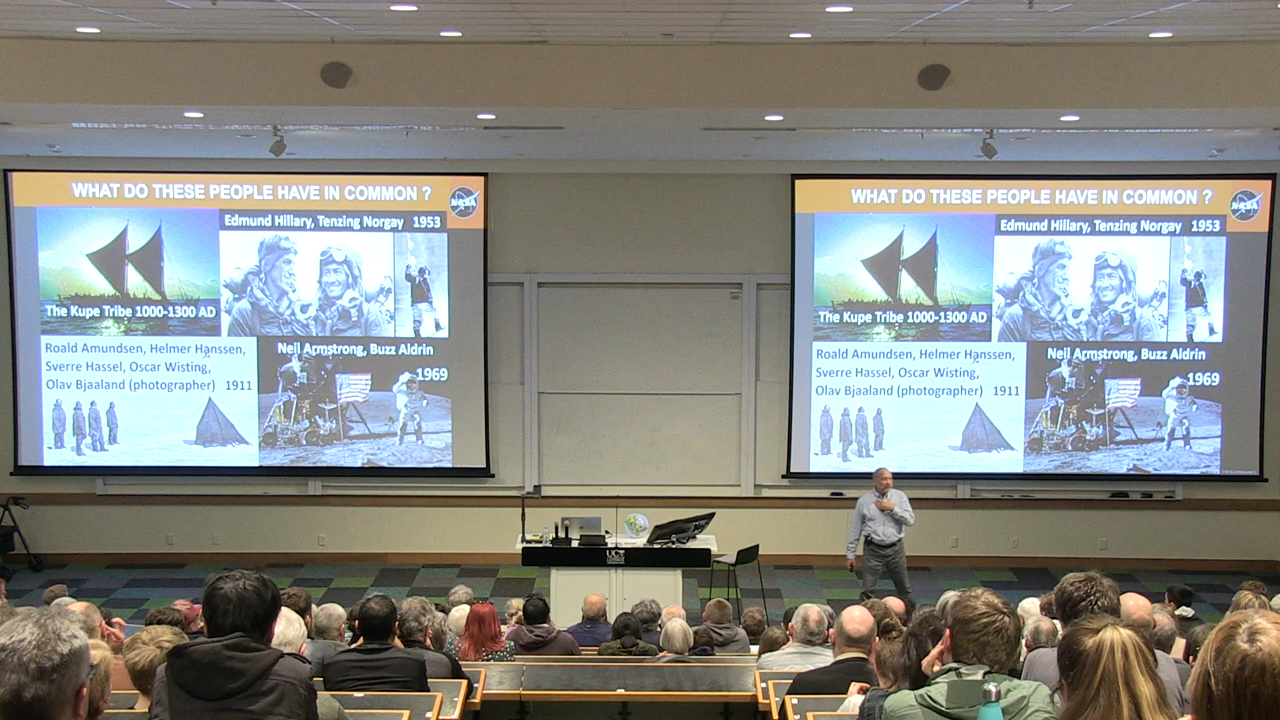 WHAT DO THESE PEOPLE HAVE IN COMMON ?
NASA
Edmund Hillary, Tenzing Norgay 1953
The Kupe Tribe 1000-1300 AD
Roald Amundsen, Helmer Hanssen,
Sverre Hassel, Oscar Wisting,
Olav Bjaaland (photographer) 1911
Neil Armstrong, Buzz Aldrin
1969
WHAT DO THESE PEOPLE HAVE IN COMMON ?
NASA
Edmund Hillary, Tenzing Norgay 1953
The Kupe Tribe 1000-1300 AD
Roald Amundsen, Helmer Hanssen,
Sverre Hassel, Oscar Wisting,
Olav Bjaaland (photographer) 1911
Neil Armstrong, Buzz Aldrin
1969
UC